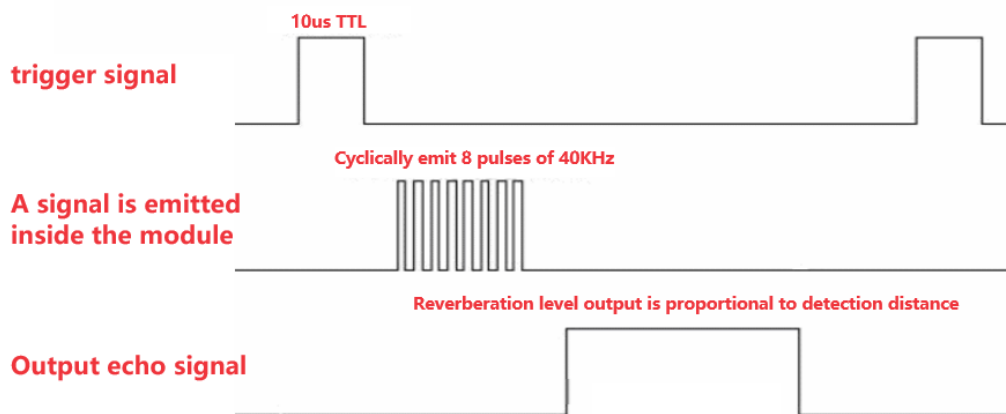 10us TTL
trigger signal
Cyclically emit 8 pulses of 40KHz
A signal is emitted
inside the module
Reverberation level output is proportional to detection distance
Output echo signal